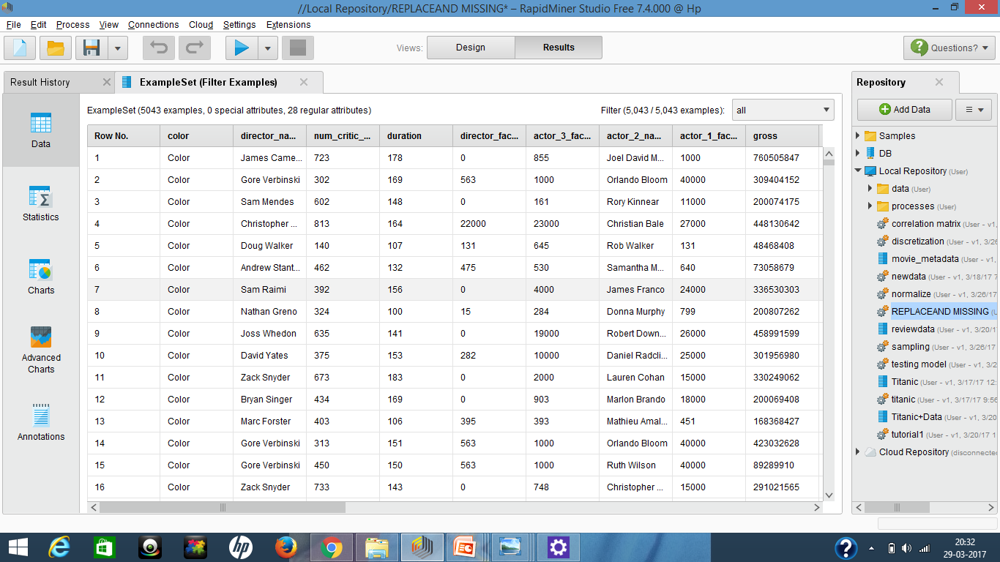 //Local Repository/REPLACEAND MISSING* – RapidMiner Studio Free 7.4.000 @ Hp
File Edit Process View Connections Cloud Settings Extensions
Views: Design Results Questions?
Result History ExampleSet (Filter Examples)
ExampleSet (5043 examples, 0 special attributes, 28 regular attributes) Filter (5,043 / 5,043 examples): all
Row No. color director_na... num_critic_... duration director_fac... actor_3_fac... actor_2_na... actor_1_fac... gross
1 Color James Came... 723 178 0 855 Joel David M... 1000 760505847
2 Color Gore Verbinski 302 169 563 1000 Orlando Bloom 40000 309404152
3 Color Sam Mendes 602 148 0 161 Rory Kinnear 11000 200074175
4 Color Christopher ... 813 164 22000 23000 Christian Bale 27000 448130642
5 Color Doug Walker 140 107 131 645 Rob Walker 131 48468408
6 Color Andrew Stant... 462 132 475 530 Samantha M... 640 73058679
7 Color Sam Raimi 392 156 0 4000 James Franco 24000 336530303
8 Color Nathan Greno 324 100 15 284 Donna Murphy 799 200807262
9 Color Joss Whedon 635 141 0 19000 Robert Down... 26000 458991599
10 Color David Yates 375 153 282 10000 Daniel Radcli... 25000 301956980
11 Color Zack Snyder 673 183 0 2000 Lauren Cohan 15000 330249062
12 Color Bryan Singer 434 169 0 903 Marlon Brando 18000 200069408
13 Color Marc Forster 403 106 395 393 Mathieu Amal... 451 168368427
14 Color Gore Verbinski 313 151 563 1000 Orlando Bloom 40000 423032628
15 Color Gore Verbinski 450 150 563 1000 Ruth Wilson 40000 89289910
16 Color Zack Snyder 733 143 0 748 Christopher ... 15000 291021565
Data
Statistics
Charts
Advanced
Charts
Annotations
Repository
Add Data
Samples
DB
Local Repository (User)
data (User)
processes (User)
correlation matrix (User – v1,
discretization (User – v1, 3/26
movie_metadata (User – v1,
newdata (User – v1, 3/18/17 7
normalize (User – v1, 3/26/17
REPLACEAND MISSING (U
reviewdata (User – v1, 3/20/1
sampling (User – v1, 3/26/17
testing model (User – v1, 3/2
Titanic (User – v1, 3/17/17 12:
titanic (User – v1, 3/17/17 9:56
Titanic+Data (User – v1, 3/20
tutorial1 (User – v1, 3/20/17 1
Cloud Repository (disconnected
hp
20:32
29-03-2017